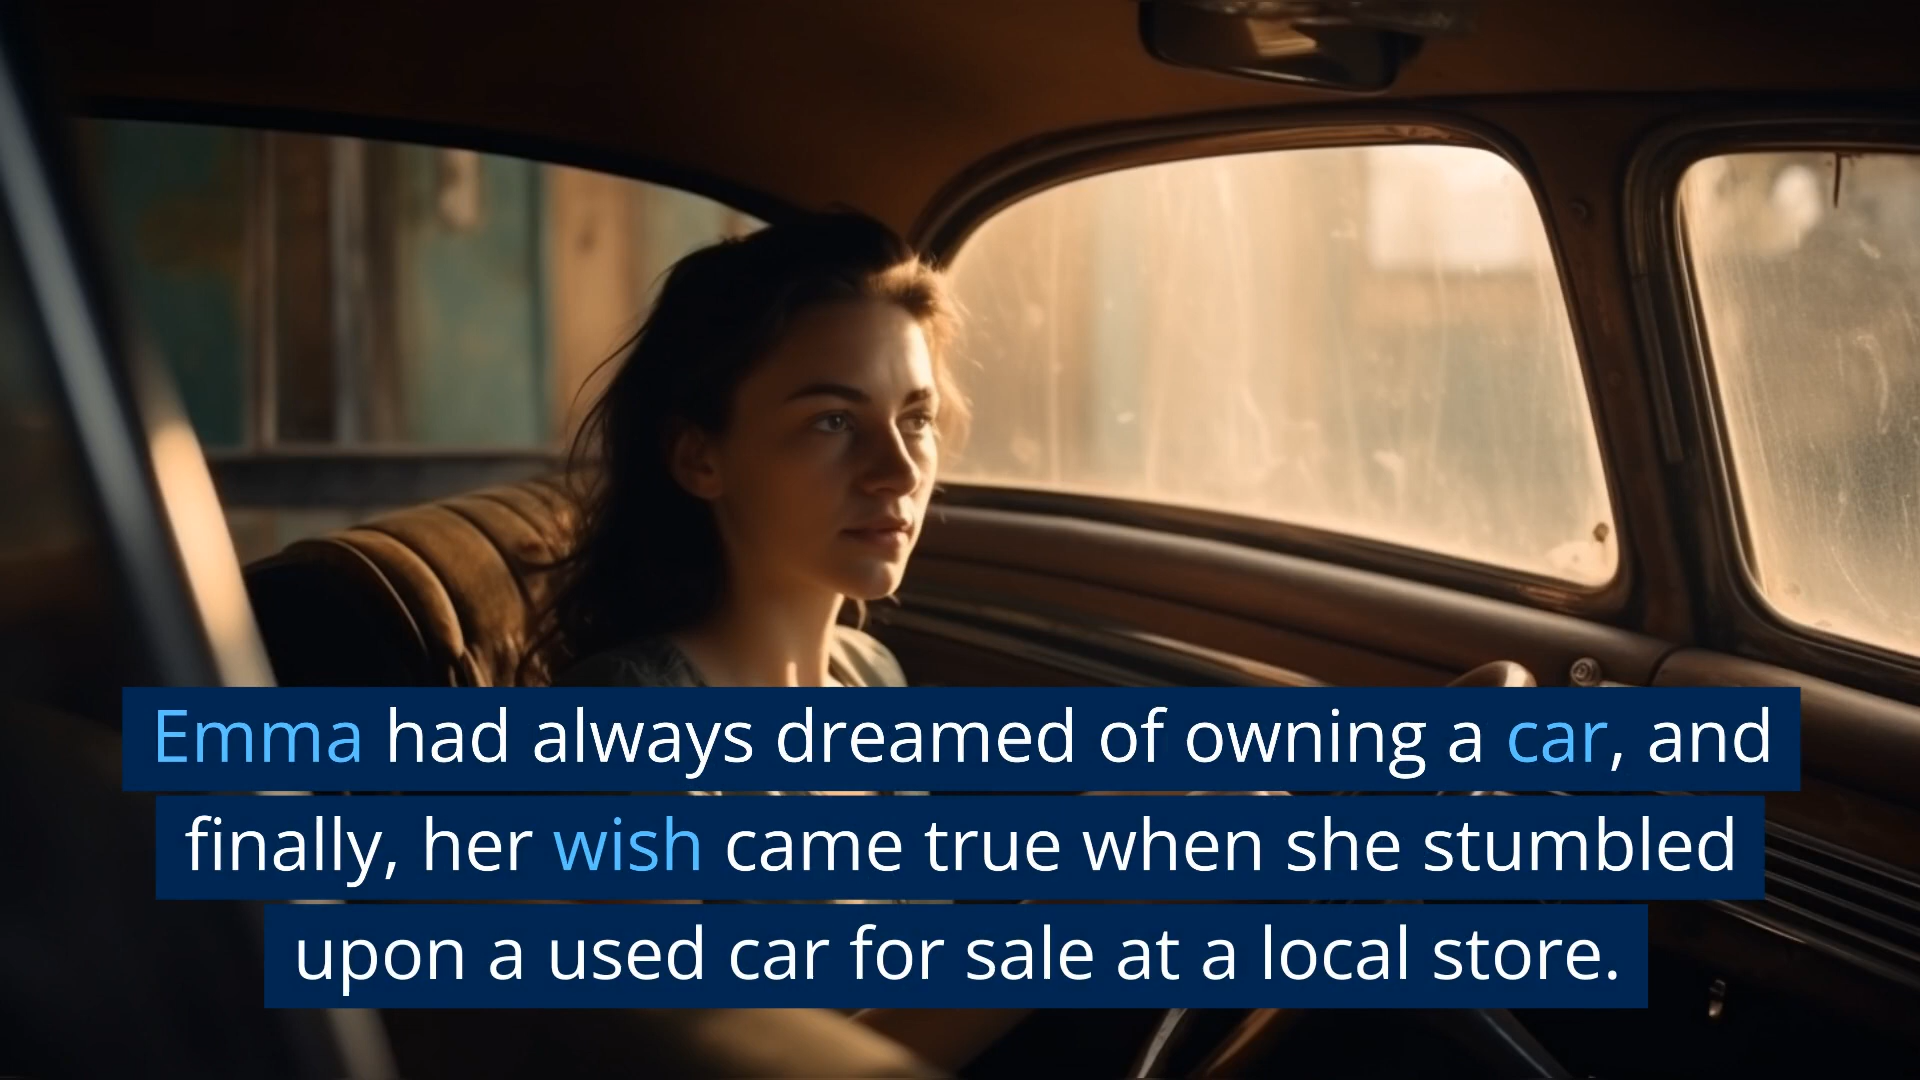 Emma had always dreamed of owning a car, and
finally, her wish came true when she stumbled
upon a used car for sale at a local store.